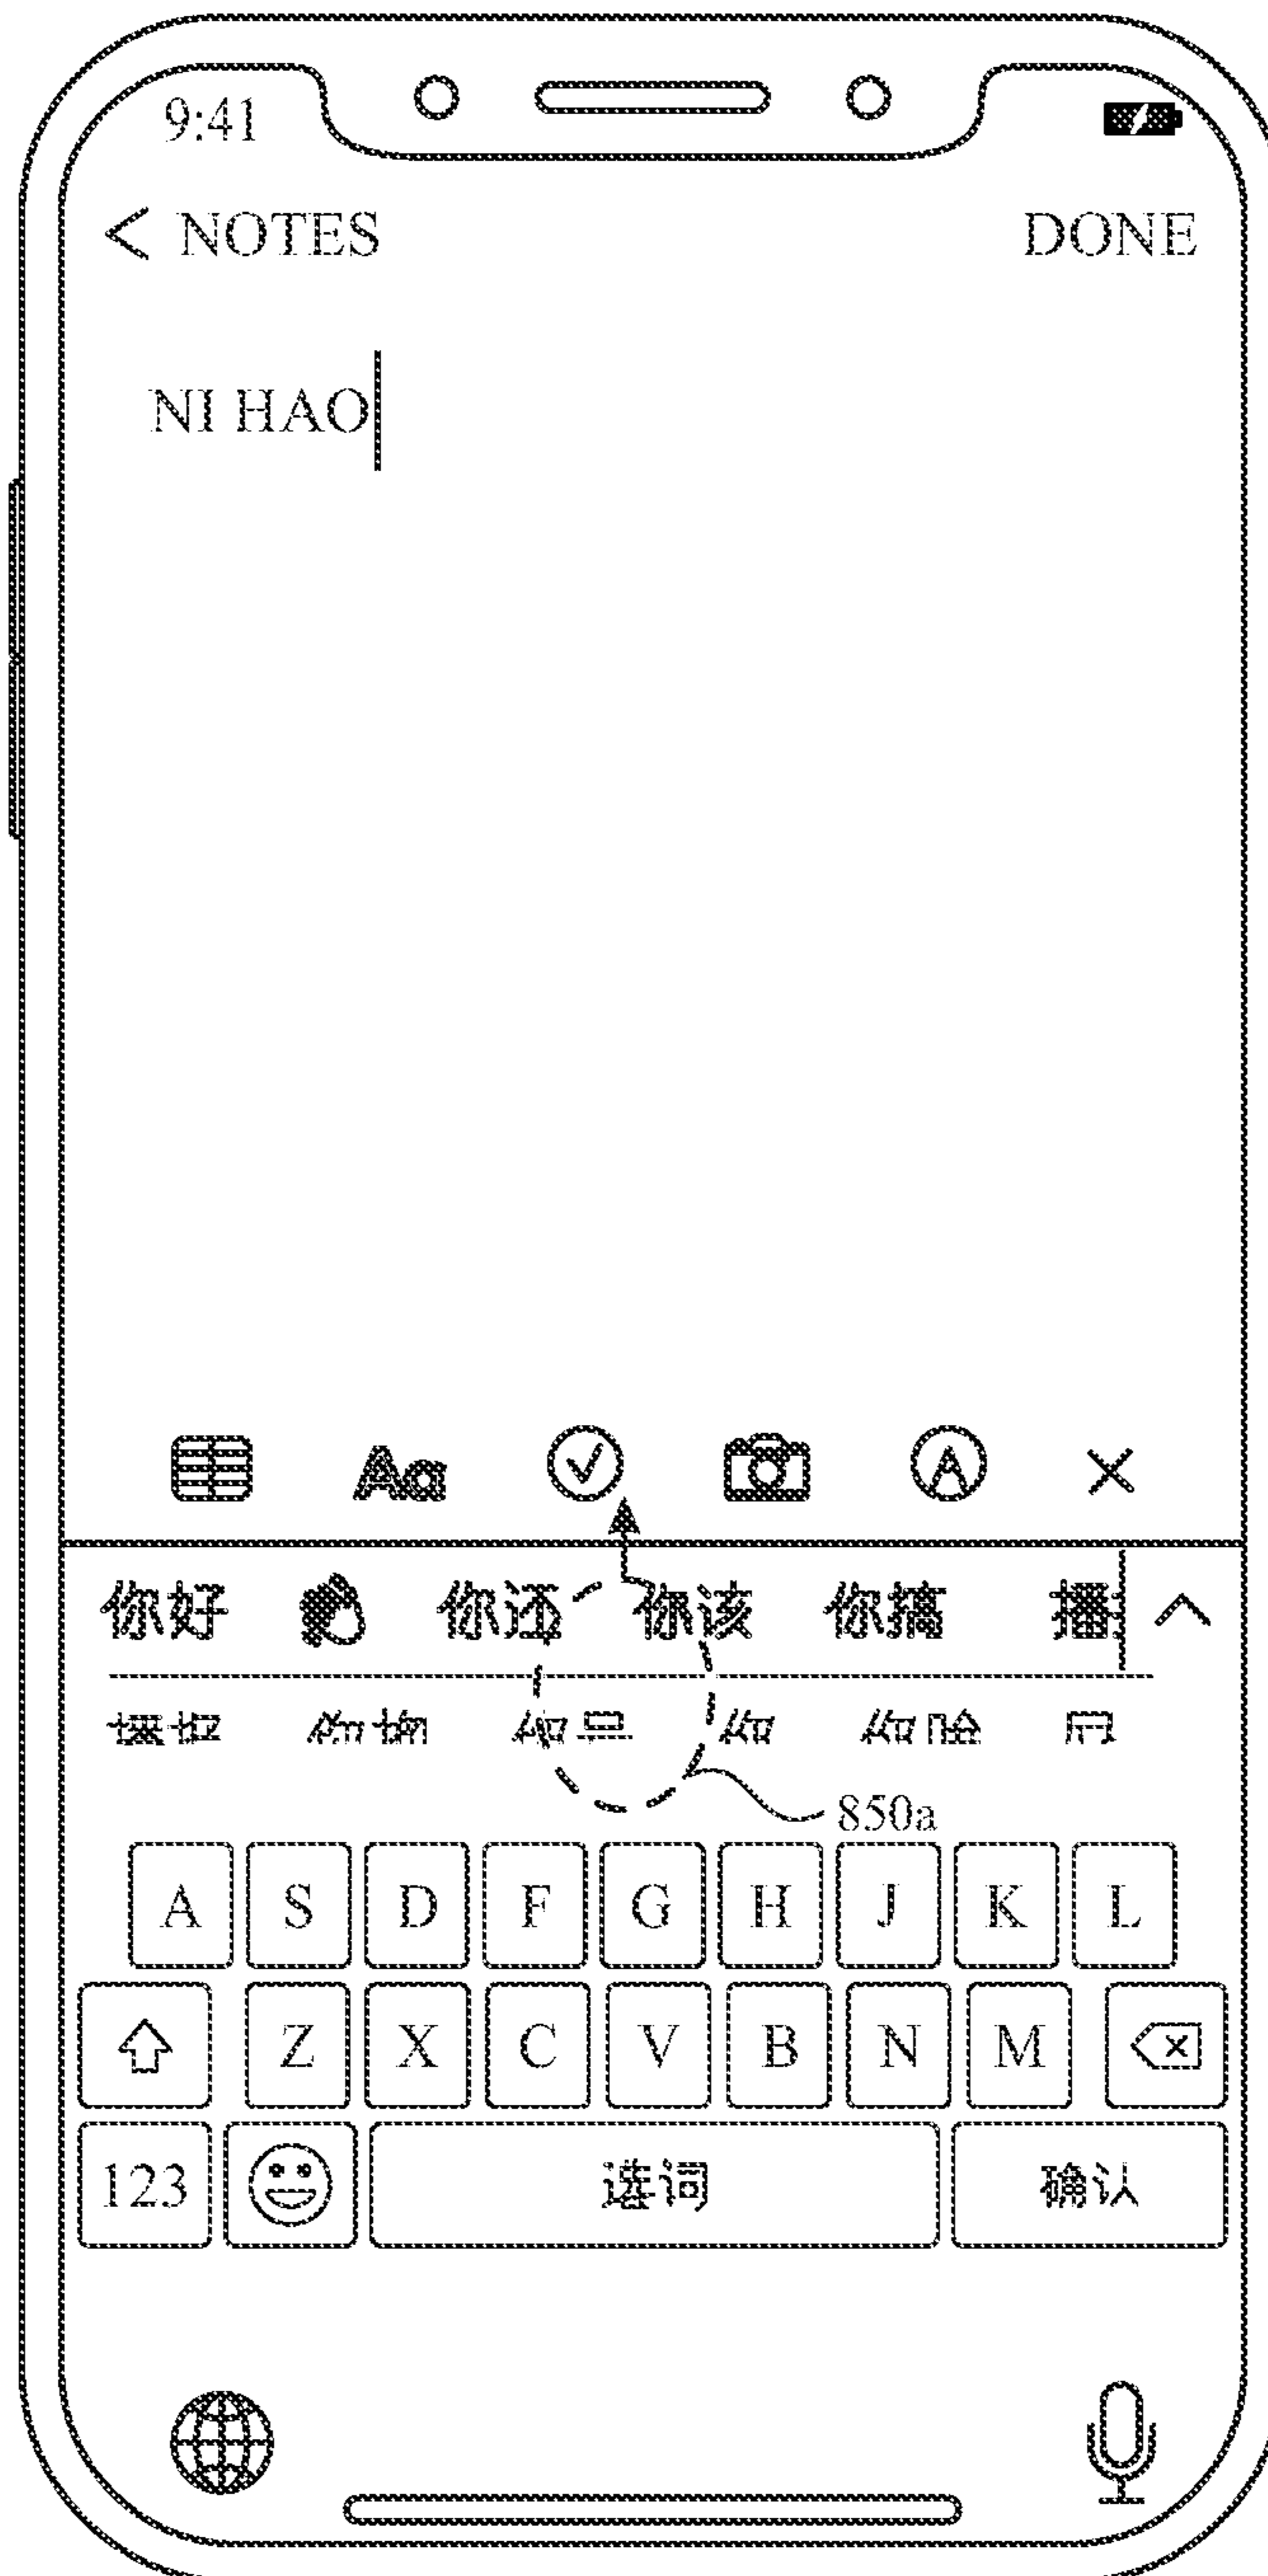 9:41
< NOTES DONE
NI HAO
Aa
你好 你还 你该 你搞
850a
A S D F G H J K L
Z X C V B N M
123 选词 确认